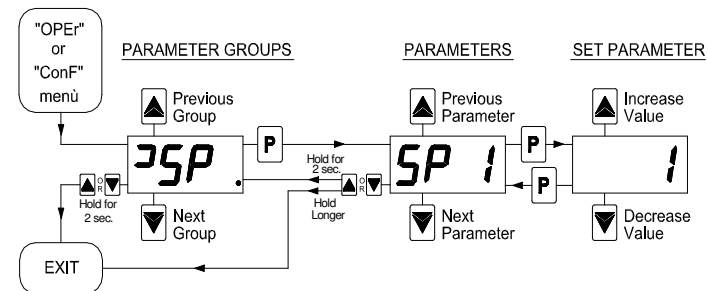 "OPEr"
or
"ConF"
menù
PARAMETER GROUPS
PARAMETERS
SET PARAMETER
Previous
Group
Previous
Parameter
Increase
Value
P
P
P
SP.
SP 1
1
Hold for
2 sec.
Hold
Longer
OR
OR
Hold for
2 sec.
Next
Group
Next
Parameter
Decrease
Value
EXIT